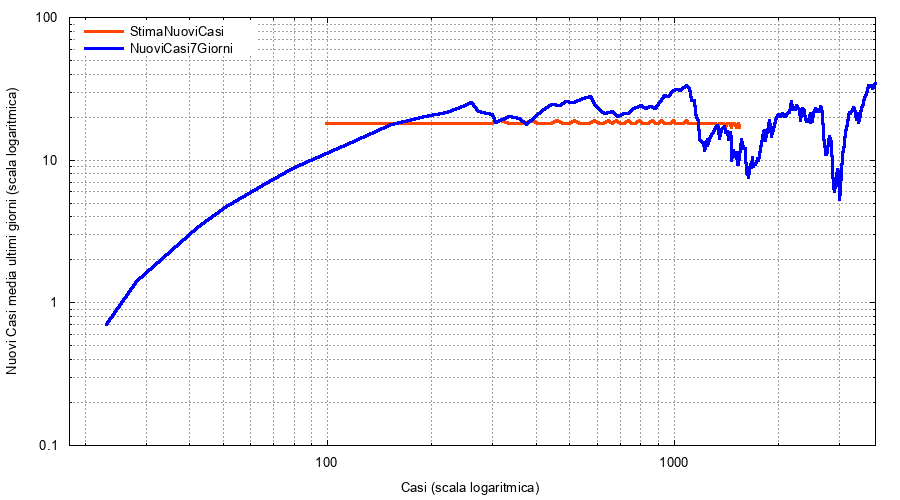 100
StimaNuoviCasi
NuoviCasi7Giorni
10
1
0.1
Nuovi Casi media ultimi giorni (scala logaritmica)
100
1000
Casi (scala logaritmica)